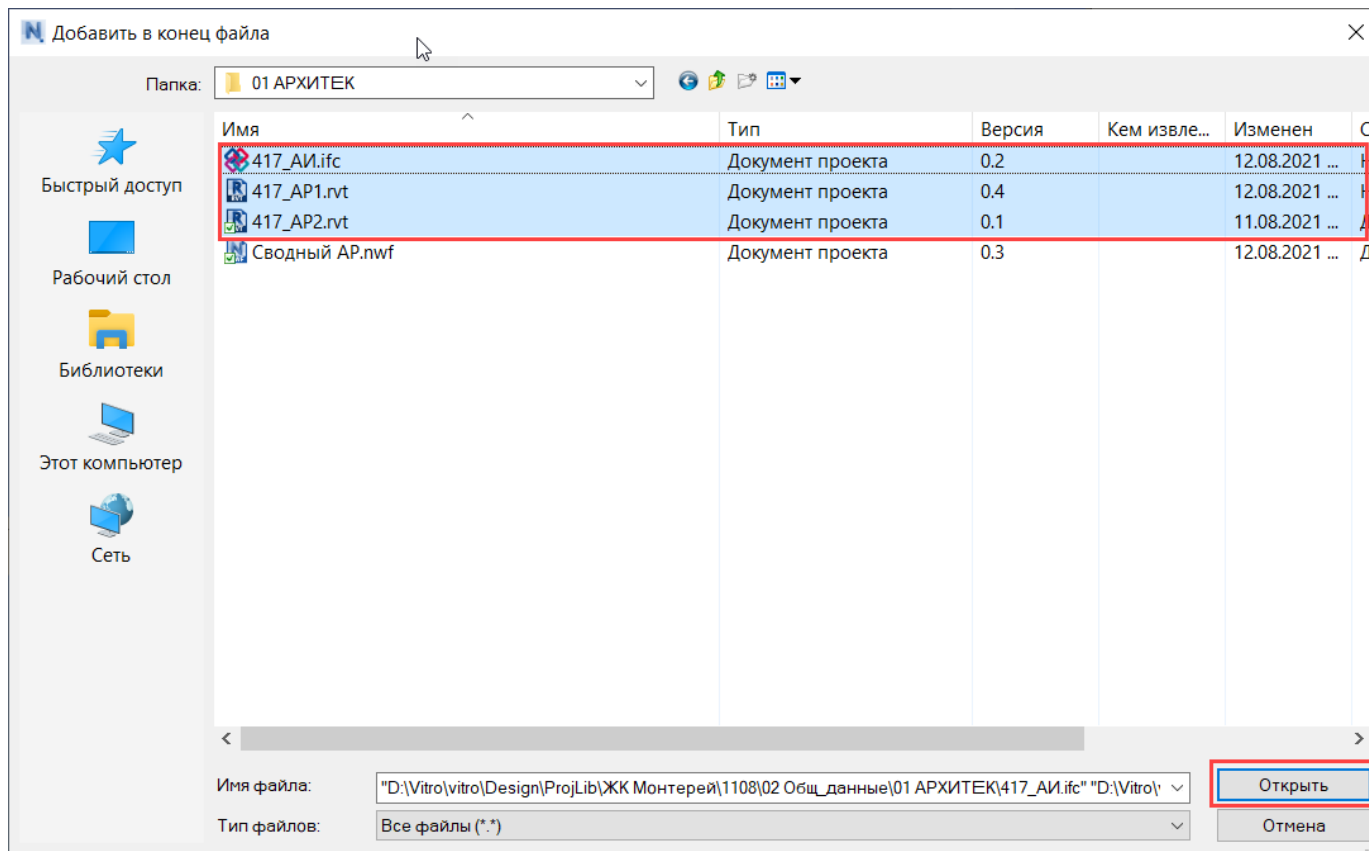 Добавить в конец файла
Папка: 01 АРХИТЕК
Имя Тип Версия Кем извле... Изменен
417_АИ.ifc Документ проекта 0.2 12.08.2021 ...
417_АР1.rvt Документ проекта 0.4 12.08.2021 ...
417_АР2.rvt Документ проекта 0.1 11.08.2021 ...
Сводный АР.nwf Документ проекта 0.3 12.08.2021 ...
Быстрый доступ
Рабочий стол
Библиотеки
Этот компьютер
Сеть
Имя файла: "D:\Vitro\vitro\Design\ProjLib\ЖК Монтерей\1108\02 Общ_данные\01 АРХИТЕК\417_АИ.ifc" "D:\Vitro\ Открыть
Тип файлов: Все файлы (*.*) Отмена